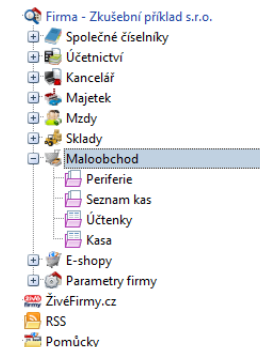 Firma - Zkušební příklad s.r.o.
Společné číselníky
Účetnictví
Kancelář
Majetek
Mzdy
Sklady
Maloobchod
Periferie
Seznam kas
Účtenky
Kasa
E-shopy
Parametry firmy
ŽivéFirmy.cz
RSS
Pomůcky